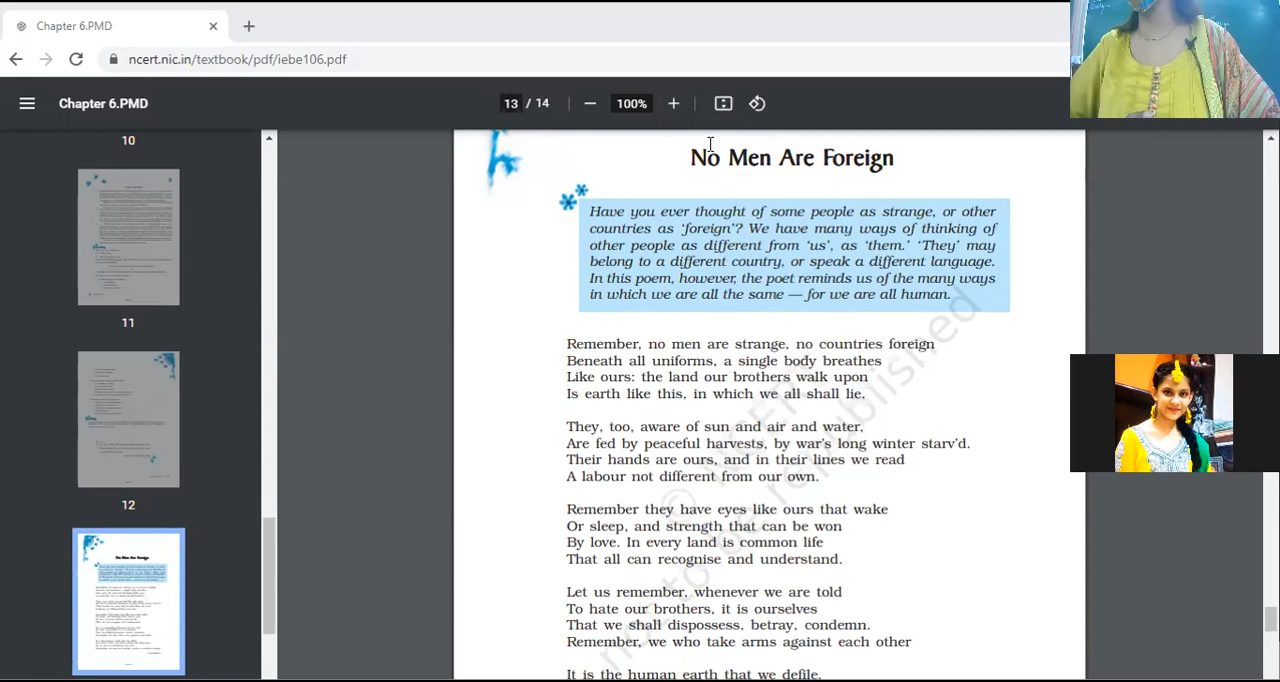 Chapter 6.PMD
ncert.nic.in/textbook/pdf/iebe106.pdf
Chapter 6.PMD
13 / 14
100%
10
11
12
No Men Are Foreign
Have you ever thought of some people as strange, or other
countries as ‘foreign’? We have many ways of thinking of
other people as different from ‘us’, as ‘them.’ ‘They’ may
belong to a different country, or speak a different language.
In this poem, however, the poet reminds us of the many ways
in which we are all the same — for we are all human.
Remember, no men are strange, no countries foreign
Beneath all uniforms, a single body breathes
Like ours: the land our brothers walk upon
Is earth like this, in which we all shall lie.
They, too, aware of sun and air and water,
Are fed by peaceful harvests, by war’s long winter starv’d.
Their hands are ours, and in their lines we read
A labour not different from our own.
Remember they have eyes like ours that wake
Or sleep, and strength that can be won
By love. In every land is common life
That all can recognise and understand.
Let us remember, whenever we are told
To hate our brothers, it is ourselves
That we shall dispossess, betray, condemn.
Remember, we who take arms against each other
It is the human earth that we defile.
© NCERT
not to be republished
No Men Are Foreign